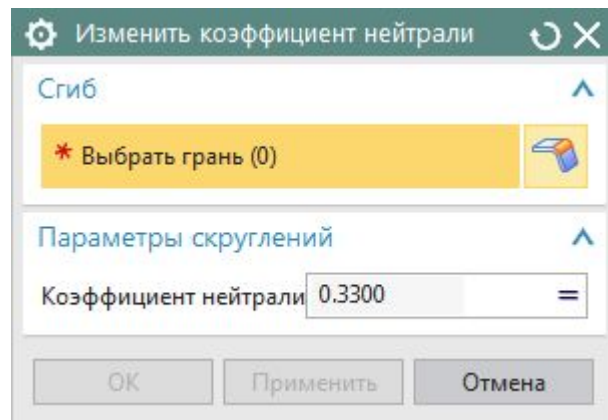 Изменить коэффициент нейтрали
Сгиб
* Выбрать грань (0)
Параметры скруглений
Коэффициент нейтрали 0.3300 =
ОК Применить Отмена